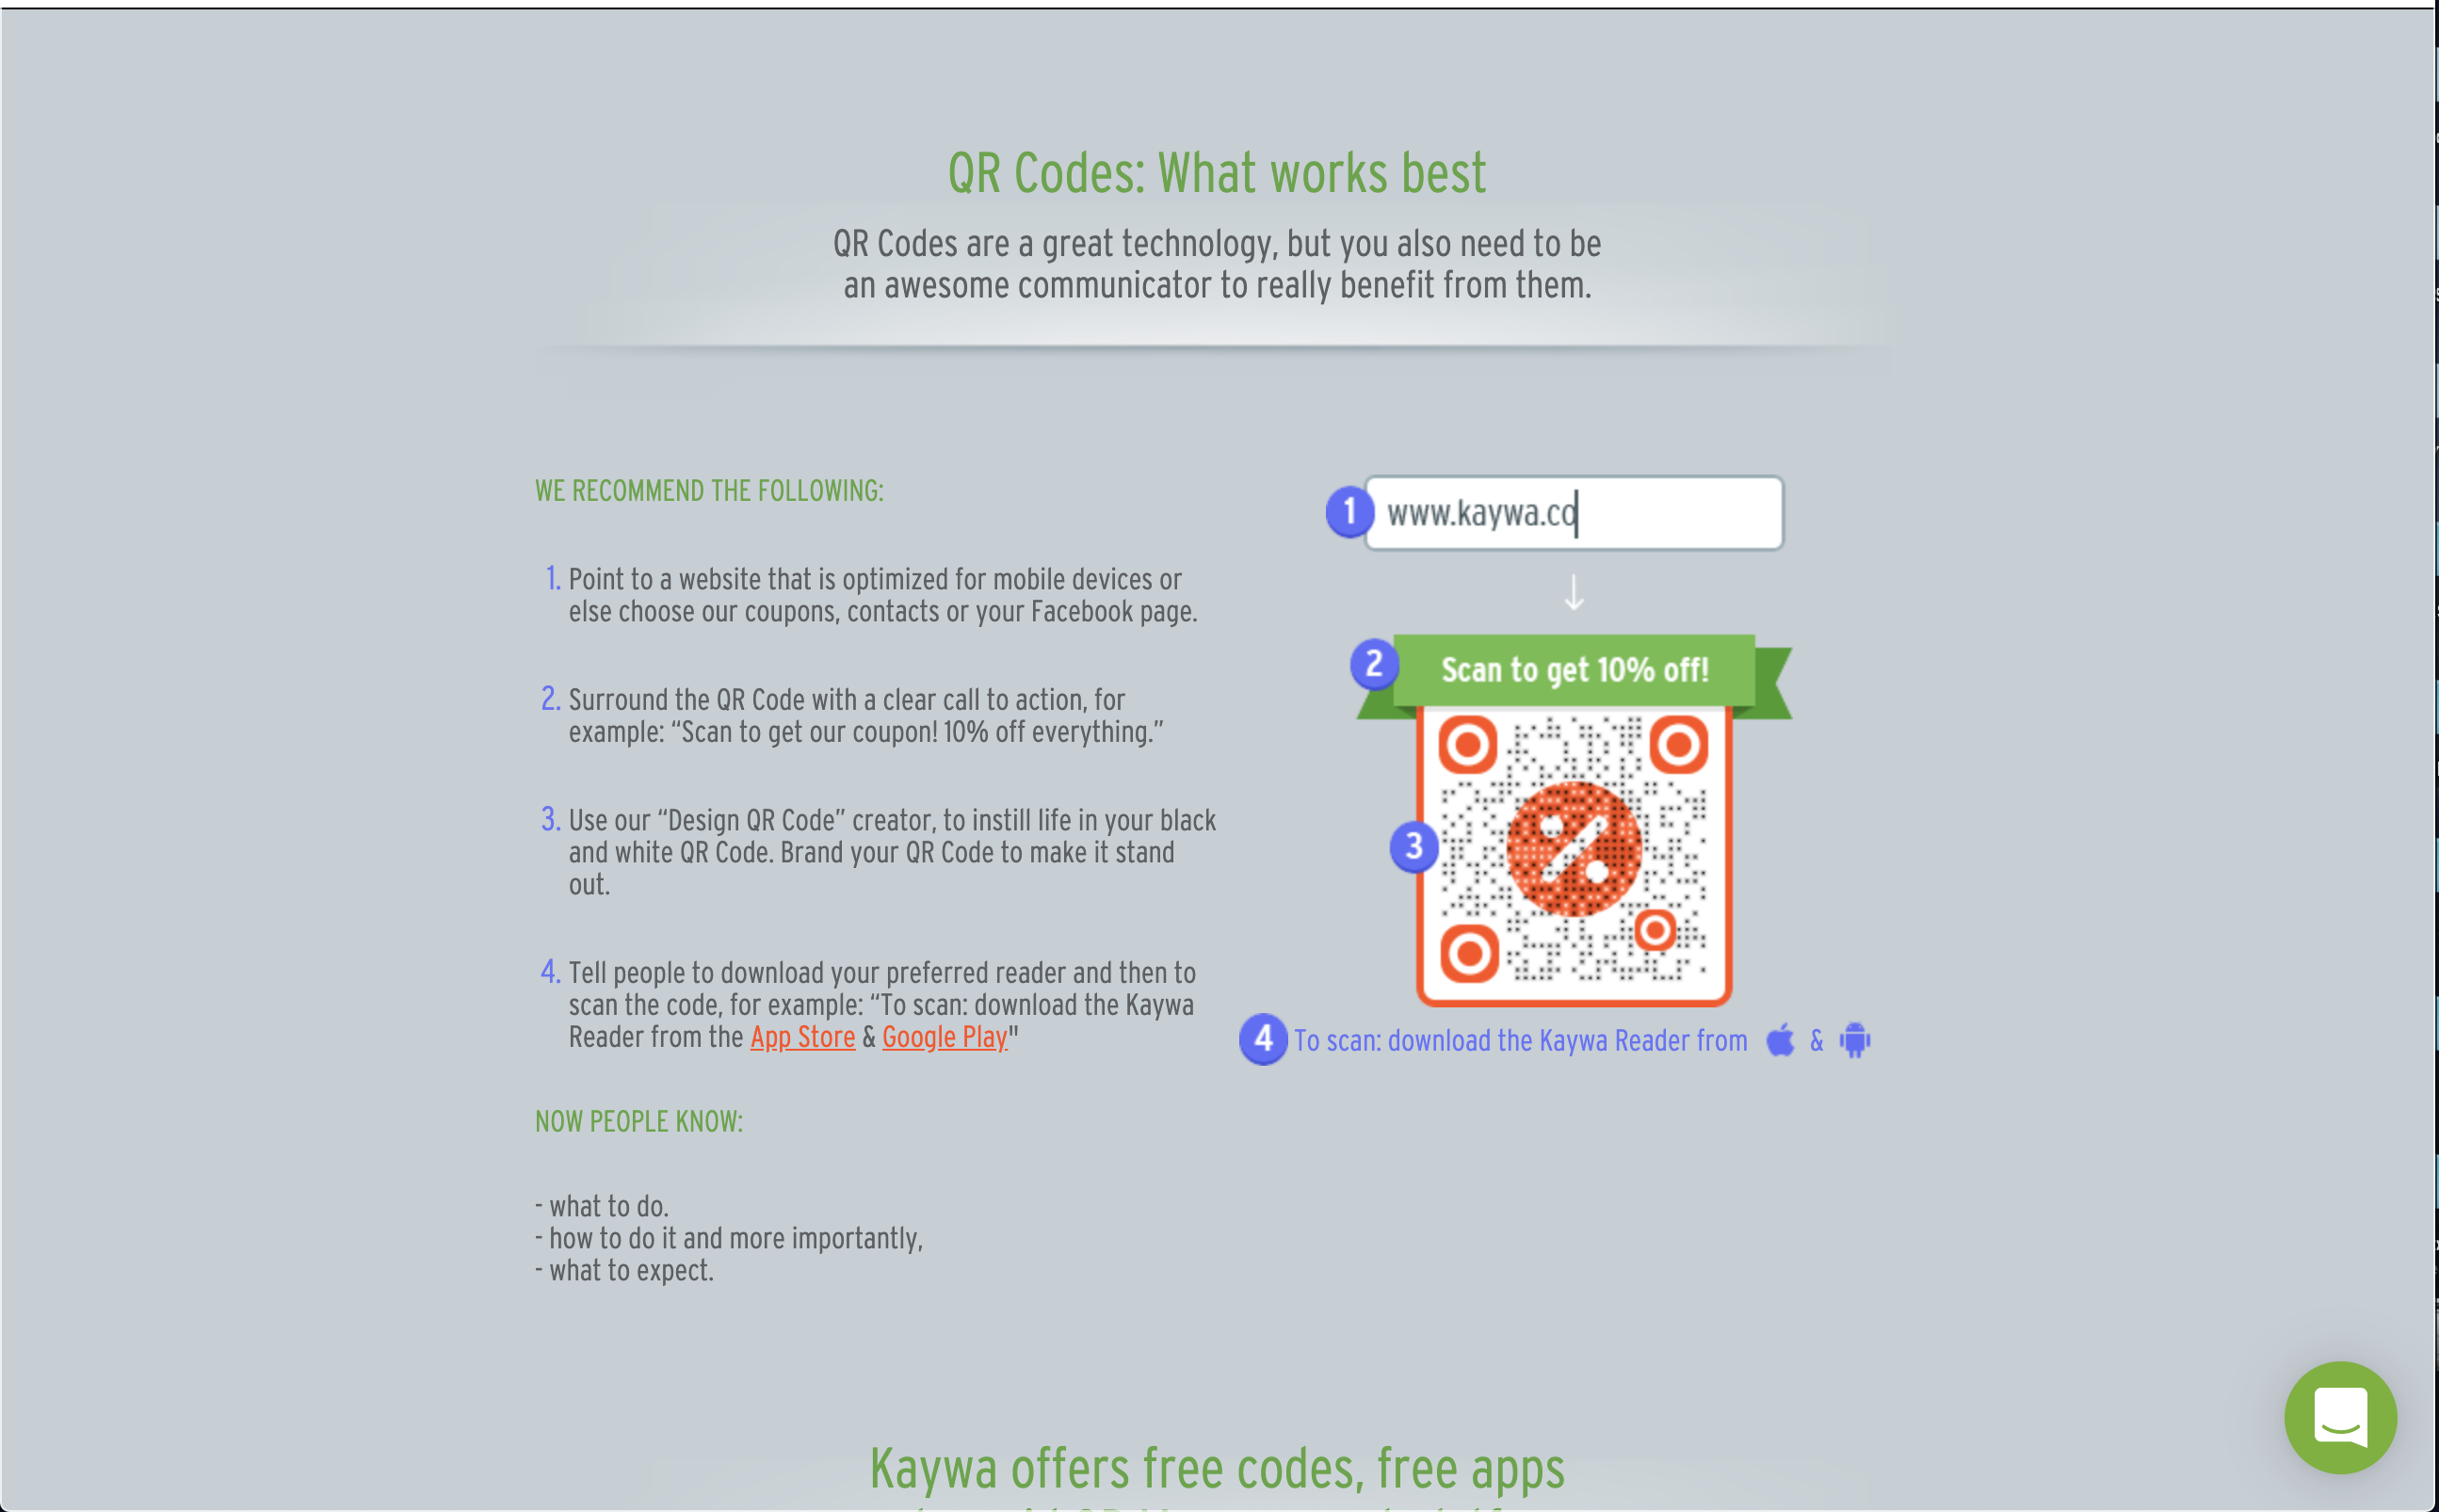 QR Codes: What works best
QR Codes are a great technology, but you also need to be
an awesome communicator to really benefit from them.
WE RECOMMEND THE FOLLOWING:
1. Point to a website that is optimized for mobile devices or
else choose our coupons, contacts or your Facebook page.
2. Surround the QR Code with a clear call to action, for
example: “Scan to get our coupon! 10% off everything.”
3. Use our “Design QR Code” creator, to instill life in your black
and white QR Code. Brand your QR Code to make it stand
out.
4. Tell people to download your preferred reader and then to
scan the code, for example: “To scan: download the Kaywa
Reader from the App Store & Google Play"
NOW PEOPLE KNOW:
- what to do.
- how to do it and more importantly,
- what to expect.
1 www.kaywa.co
2 Scan to get 10% off!
3
4 To scan: download the Kaywa Reader from &
Kaywa offers free codes, free apps